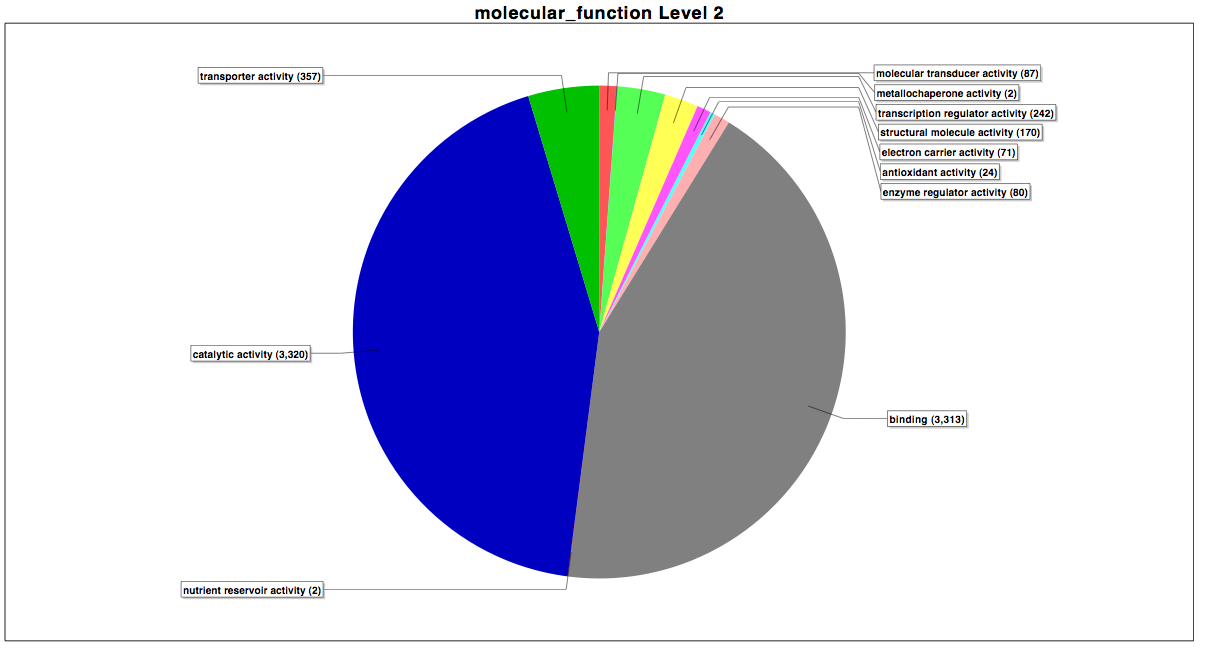 molecular_function Level 2
transporter activity (357)
molecular transducer activity (87)
metallochaperone activity (2)
transcription regulator activity (242)
structural molecule activity (170)
electron carrier activity (71)
antioxidant activity (24)
enzyme regulator activity (80)
catalytic activity (3,320)
binding (3,313)
nutrient reservoir activity (2)